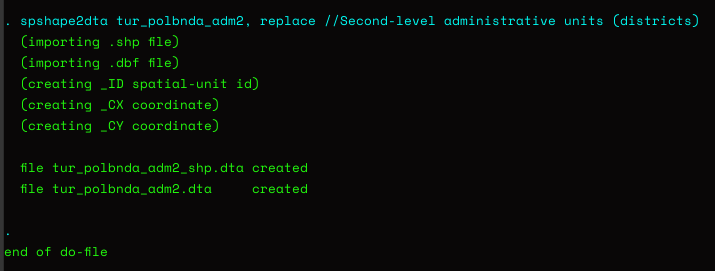 . spshape2dta tur_polbnda_adm2, replace //Second-level administrative units (districts)
(importing .shp file)
(importing .dbf file)
(creating _ID spatial-unit id)
(creating _CX coordinate)
(creating _CY coordinate)
file tur_polbnda_adm2_shp.dta created
file tur_polbnda_adm2.dta     created
.
end of do-file